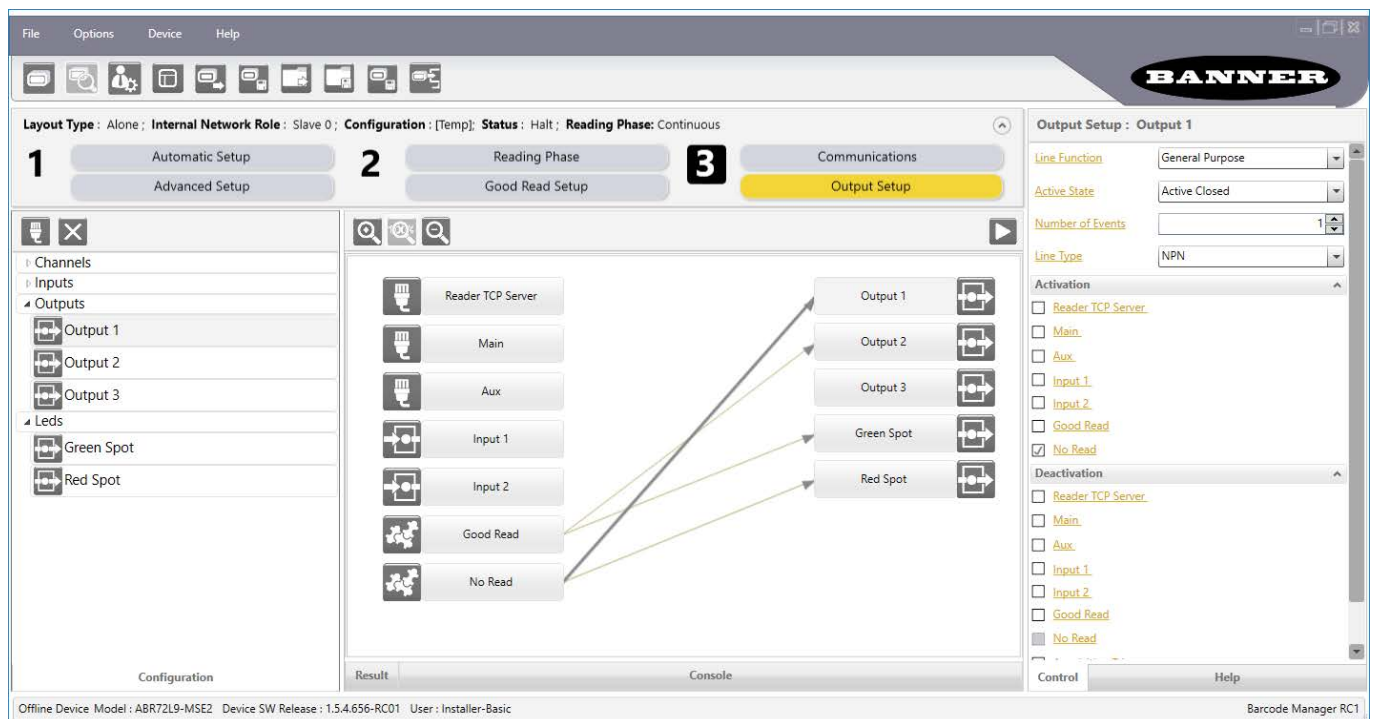 File Options Device Help
BANNER
Layout Type : Alone ; Internal Network Role : Slave 0 ; Configuration : [Temp]; Status : Halt ; Reading Phase: Continuous
1
Automatic Setup
Advanced Setup
2
Reading Phase
Good Read Setup
3
Communications
Output Setup
Channels
Inputs
Outputs
Output 1
Output 2
Output 3
Leds
Green Spot
Red Spot
Configuration
Reader TCP Server
Main
Aux
Input 1
Input 2
Good Read
No Read
Output 1
Output 2
Output 3
Green Spot
Red Spot
Result
Console
Output Setup : Output 1
Line Function General Purpose
Active State Active Closed
Number of Events 1
Line Type NPN
Activation
Reader TCP Server
Main
Aux
Input 1
Input 2
Good Read
No Read
Deactivation
Reader TCP Server
Main
Aux
Input 1
Input 2
Good Read
No Read
Control
Help
Offline Device Model : ABR72L9-MSE2 Device SW Release : 1.5.4.656-RC01 User : Installer-Basic
Barcode Manager RC1